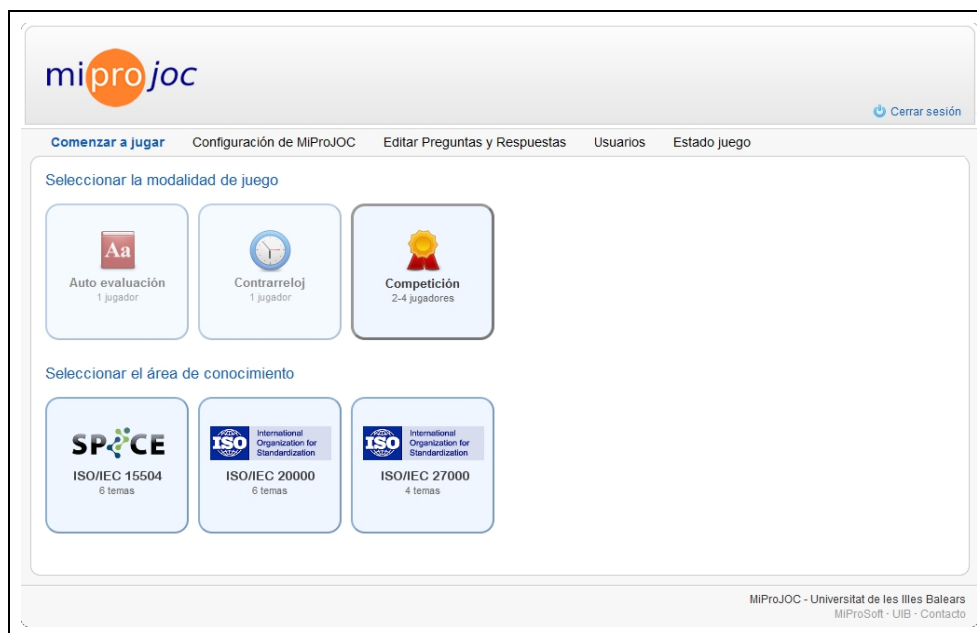 miprojoc
Cerrar sesión
Comenzar a jugar Configuración de MiProJOC Editar Preguntas y Respuestas Usuarios Estado juego
Seleccionar la modalidad de juego
Aa
Auto evaluación
1 jugador
Contrarreloj
1 jugador
Competición
2-4 jugadores
Seleccionar el área de conocimiento
SPICE
ISO/IEC 15504
6 temas
ISO
International
Organization for
Standardization
ISO/IEC 20000
6 temas
ISO
International
Organization for
Standardization
ISO/IEC 27000
4 temas
MiProJOC - Universitat de les Illes Balears
MiProSoft - UIB - Contacto